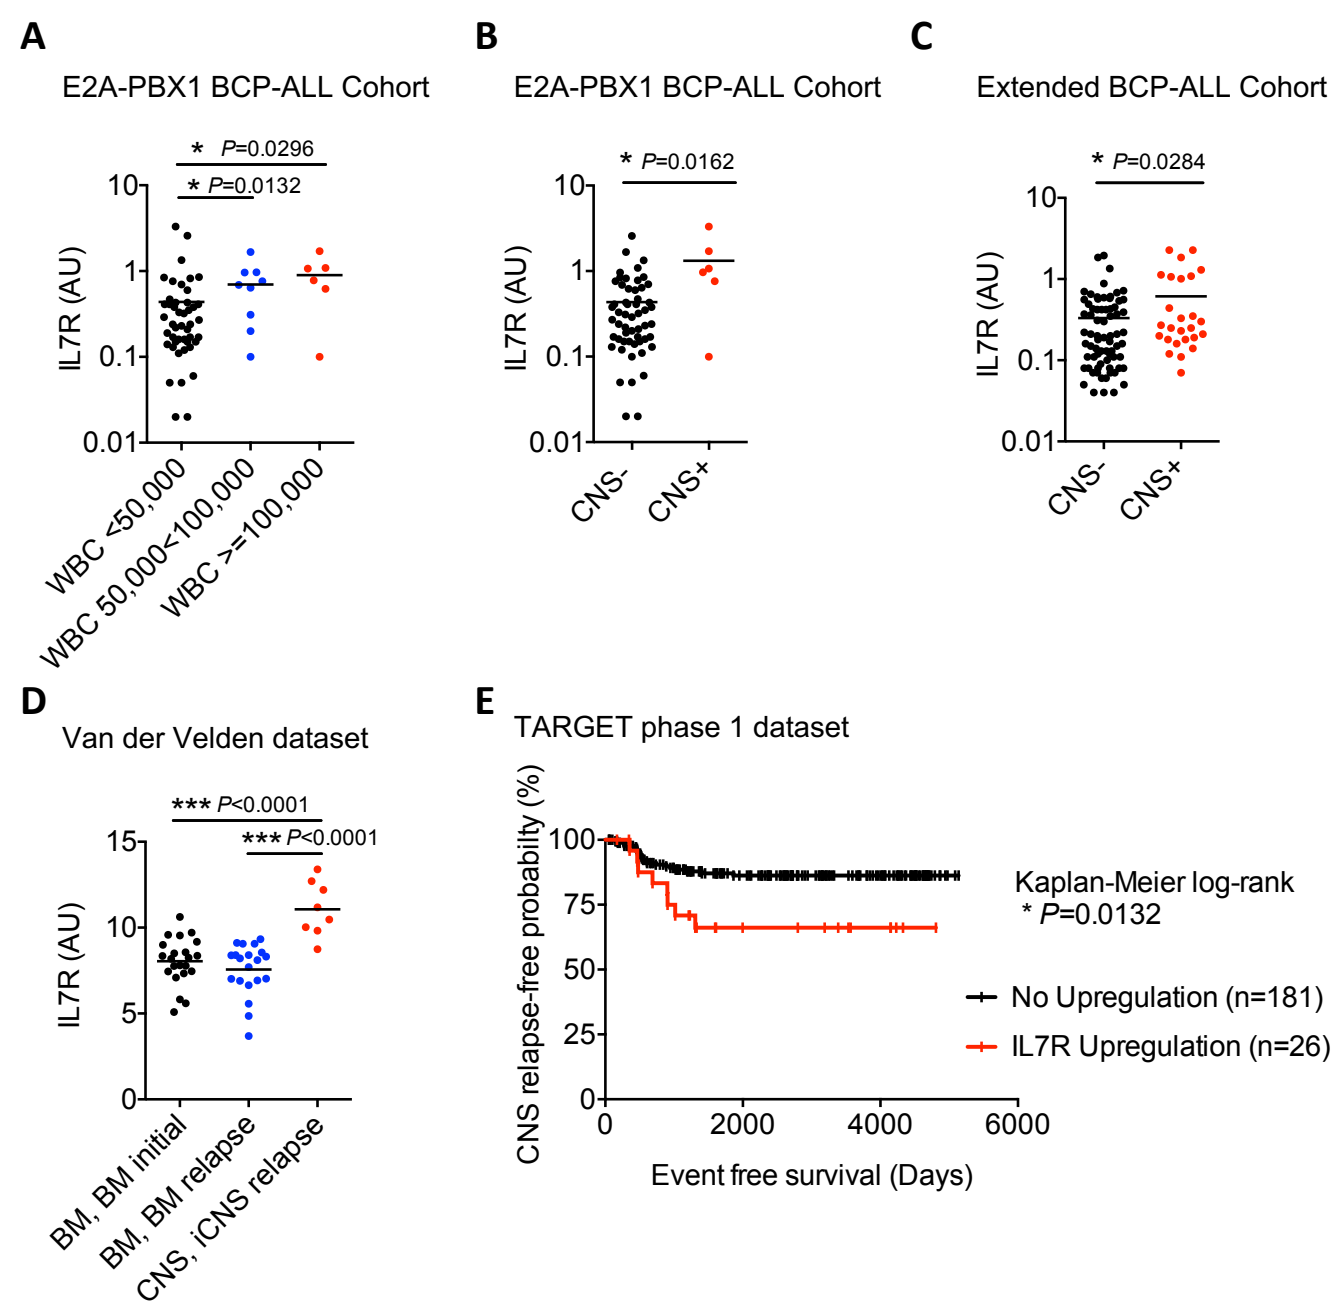 A
E2A-PBX1 BCP-ALL Cohort
* P=0.0296
* P=0.0132
10
1
0.1
0.01
IL7R (AU)
WBC <50,000
WBC 50,000<100,000
WBC >=100,000
B
E2A-PBX1 BCP-ALL Cohort
* P=0.0162
10
1
0.1
0.01
IL7R (AU)
CNS-
CNS+
C
Extended BCP-ALL Cohort
* P=0.0284
10
1
0.1
0.01
IL7R (AU)
CNS-
CNS+
D
Van der Velden dataset
*** P<0.0001
*** P<0.0001
15
10
5
0
IL7R (AU)
BM, BM initial
BM, BM relapse
CNS, iCNS relapse
E
TARGET phase 1 dataset
CNS relapse-free probabilty (%)
100
75
50
25
0
0 2000 4000 6000
Event free survival (Days)
Kaplan-Meier log-rank
* P=0.0132
No Upregulation (n=181)
IL7R Upregulation (n=26)